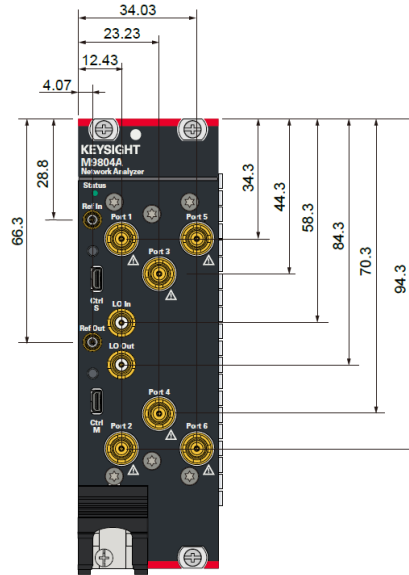 34.03
23.23
12.43
4.07
28.8
66.3
34.3
44.3
58.3
84.3
70.3
94.3
KEYSIGHT
M9804A
Network Analyzer
Status
Ref In
Port 1
Port 5
Port 3
Ctrl
S
LO In
Ref Out
LO Out
Port 4
Ctrl
M
Port 2
Port 6